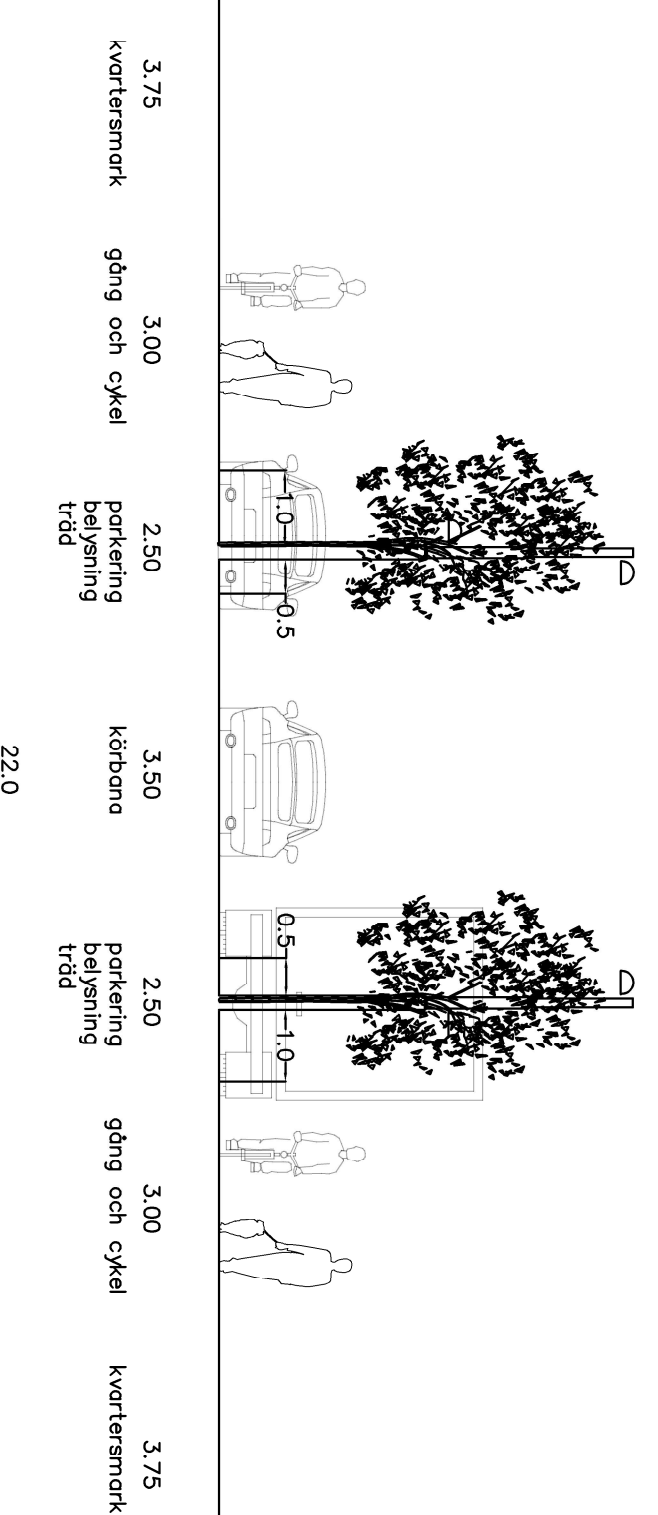 1.0 0.5 0.5 1.0
3.75 3.00 2.50 3.50 2.50 3.00 3.75
kvartersmark gång och cykel parkering körbana parkering gång och cykel kvartersmark
belysning belysning
träd träd
22.0